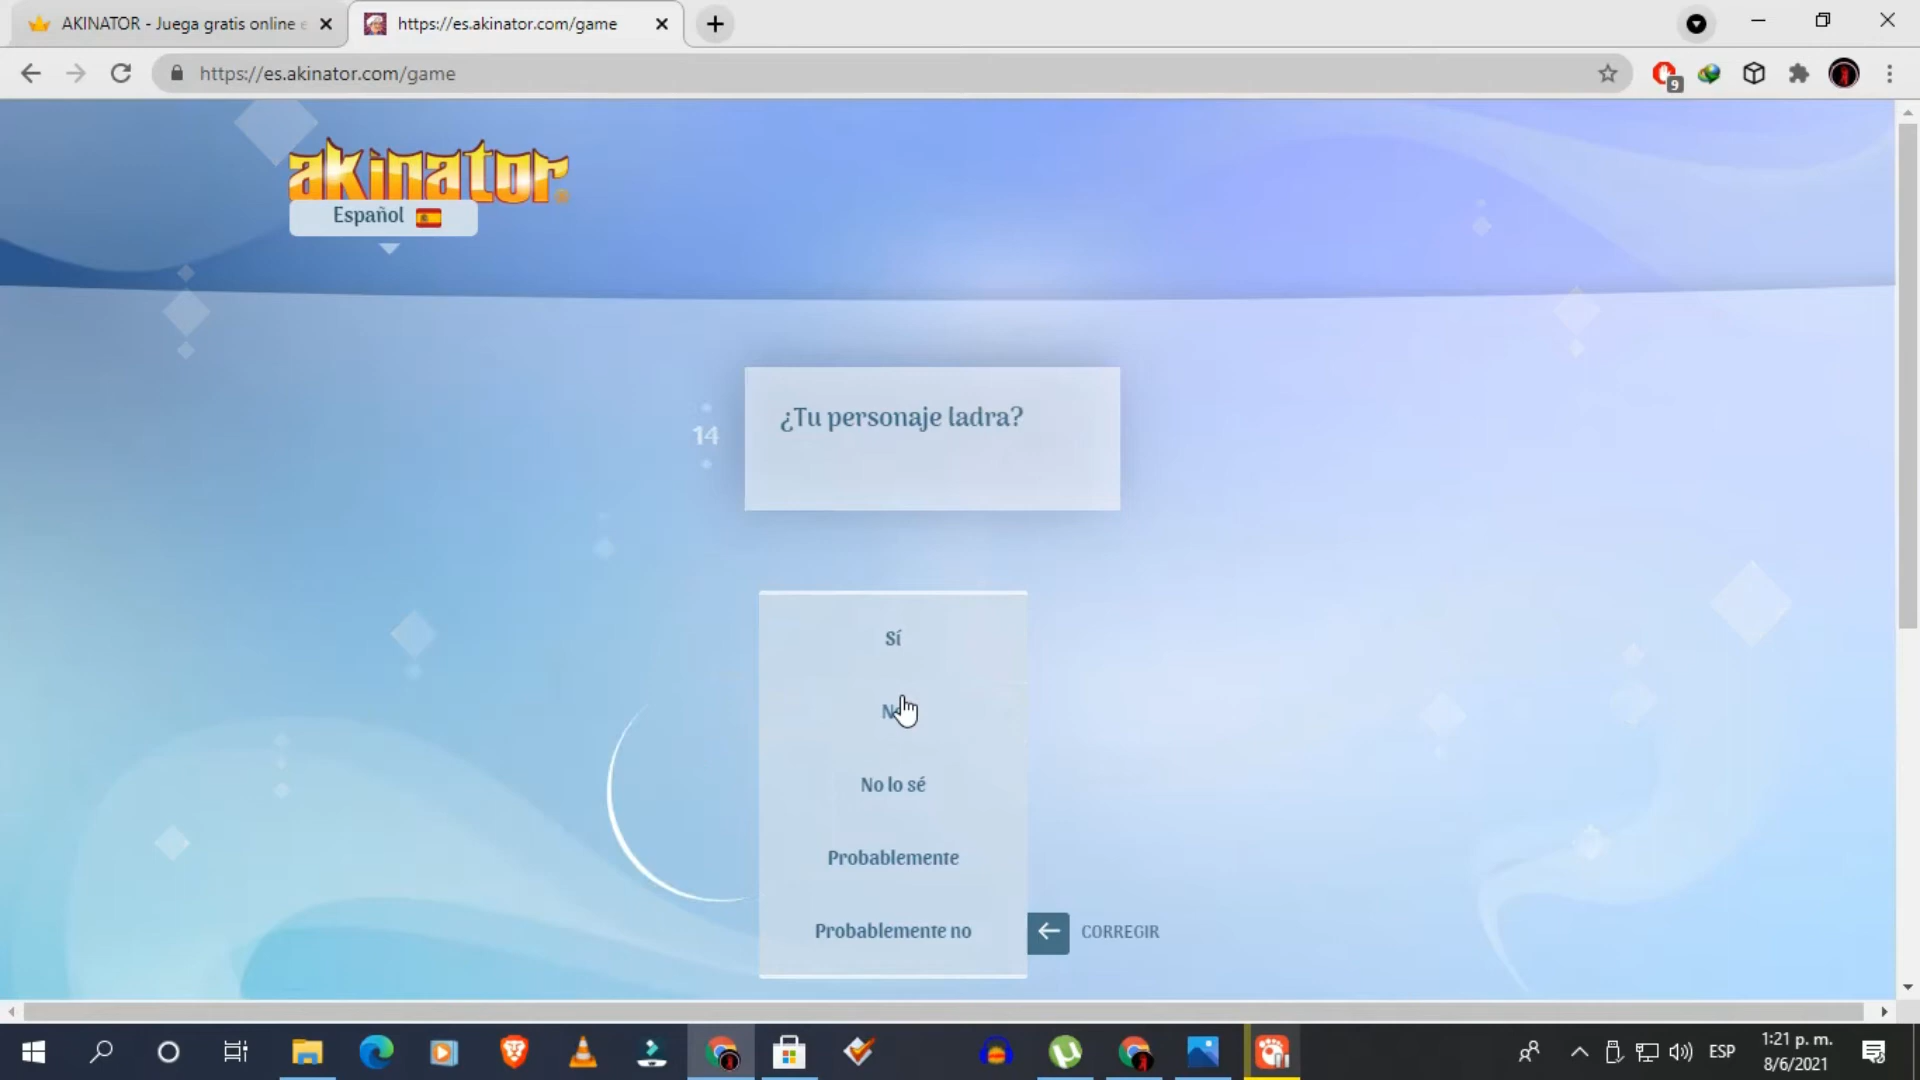 AKINATOR - Juega gratis online e
https://es.akinator.com/game
https://es.akinator.com/game
9
akinator
Español
14
¿Tu personaje ladra?
Sí
No lo sé
Probablemente
Probablemente no
CORREGIR
ESP
1:21 p. m.
8/6/2021